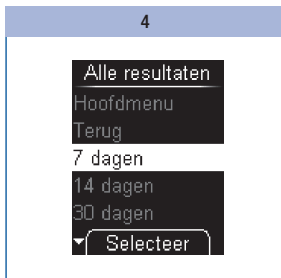 4
Alle resultaten
Hoofdmenu
Terug
7 dagen
14 dagen
30 dagen
Selecteer